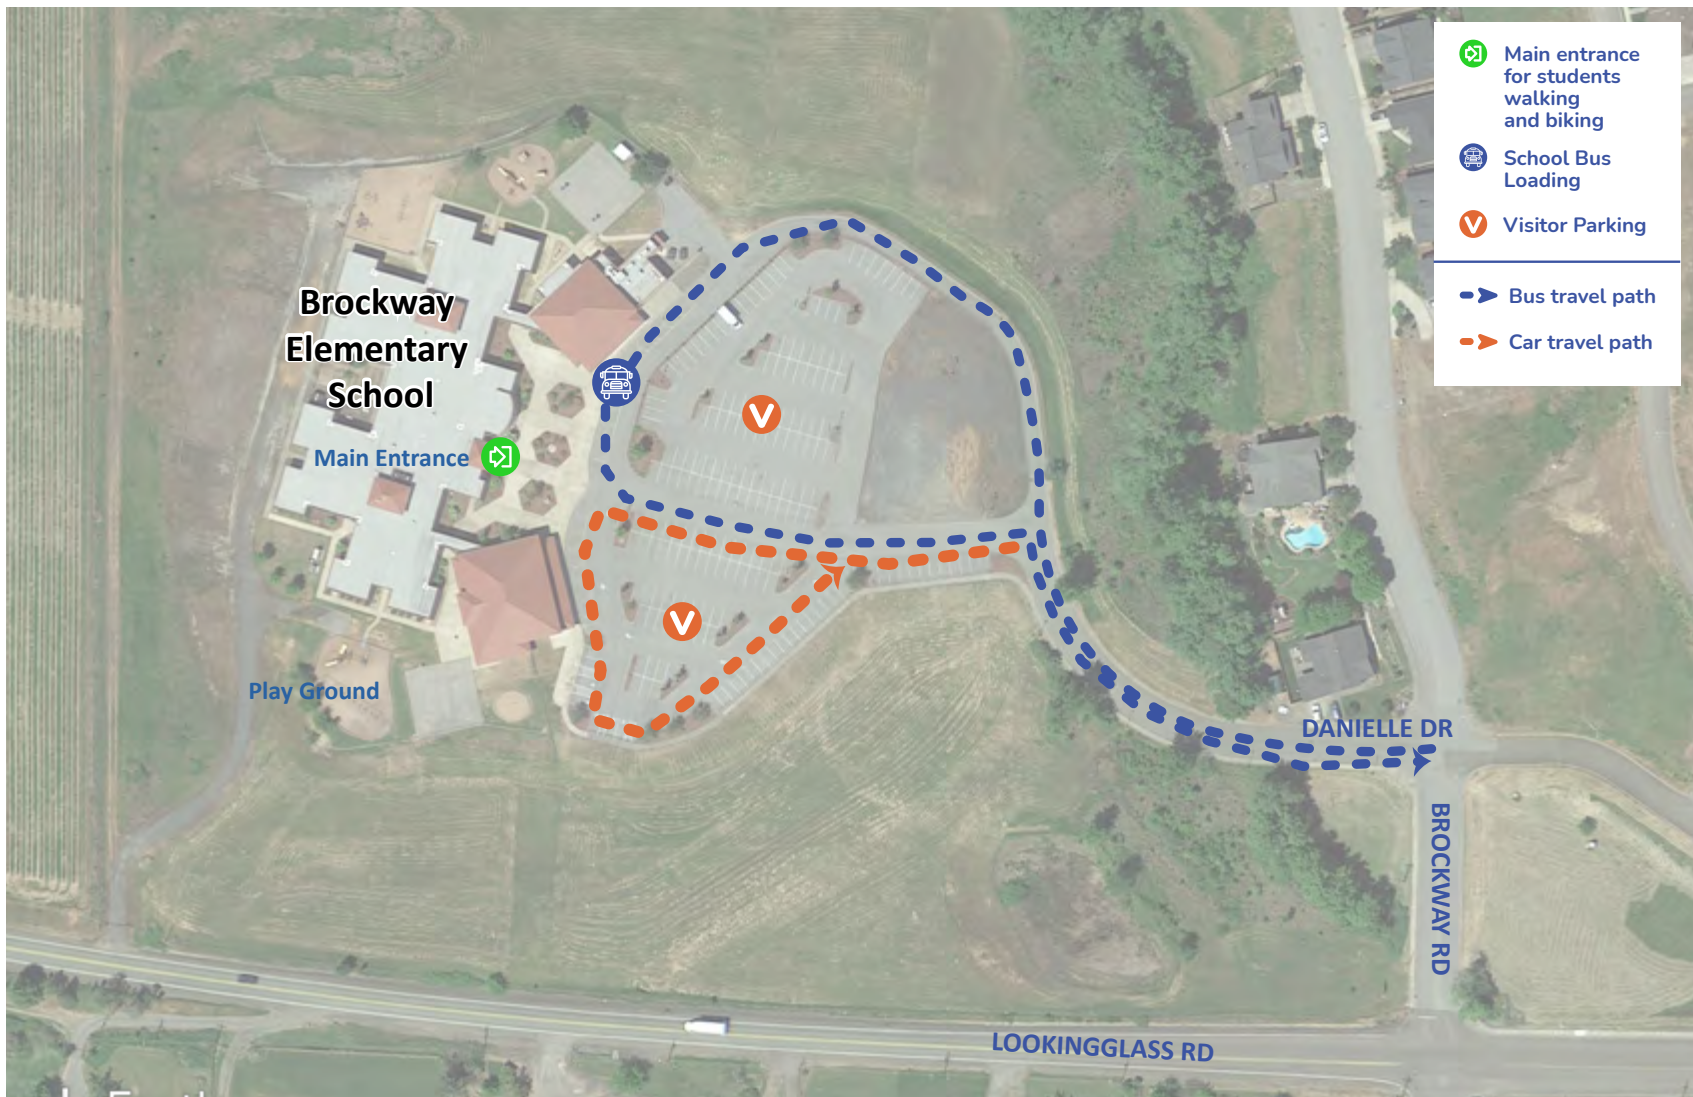 Main entrance
for students
walking
and biking
School Bus
Loading
V Visitor Parking
Bus travel path
Car travel path
Brockway
Elementary
School
V
Main Entrance
V
Play Ground
DANIELLE DR
BROCKWAY RD
LOOKINGGLASS RD